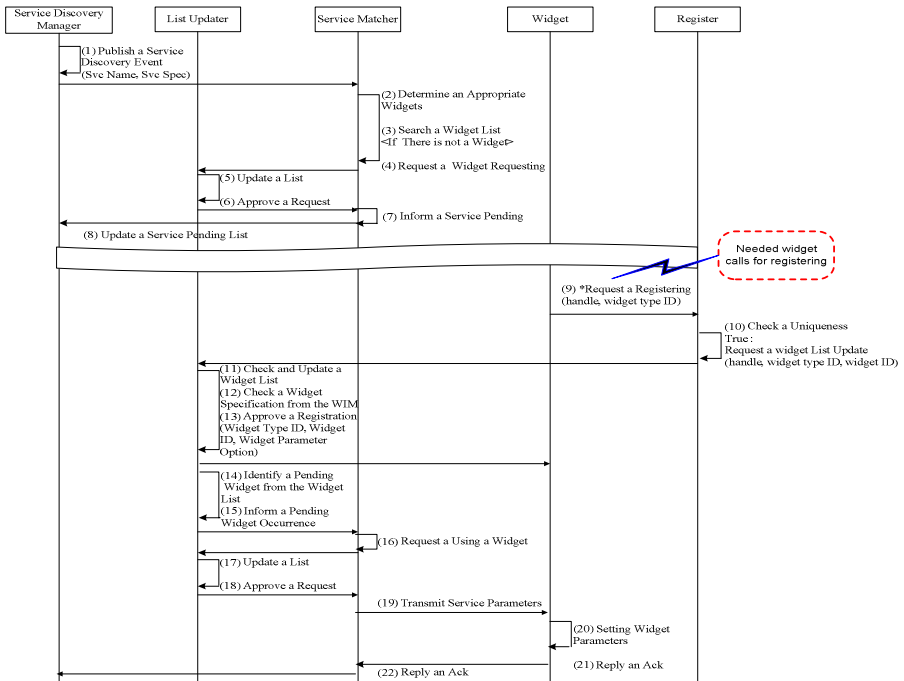 Service Discovery
Manager
List Updater
Service Matcher
Widget
Register
(1) Publish a Service
Discovery Event
(Svc Name, Svc Spec)
(2) Determine an Appropriate
Widgets
(3) Search a Widget List
<If There is not a Widget>
(4) Request a Widget Requesting
(5) Update a List
(6) Approve a Request
(7) Inform a Service Pending
(8) Update a Service Pending List
Needed widget
calls for registering
(9) *Request a Registering
(handle, widget type ID)
(10) Check a Uniqueness
True:
Request a widget List Update
(handle, widget type ID, widget ID)
(11) Check and Update a
Widget List
(12) Check a Widget
Specification from the WIM
(13) Approve a Registration
(Widget Type ID, Widget
ID, Widget Parameter
Option)
(14) Identify a Pending
Widget from the Widget
List
(15) Inform a Pending
Widget Occurrence
(16) Request a Using a Widget
(17) Update a List
(18) Approve a Request
(19) Transmit Service Parameters
(20) Setting Widget
Parameters
(21) Reply an Ack
(22) Reply an Ack